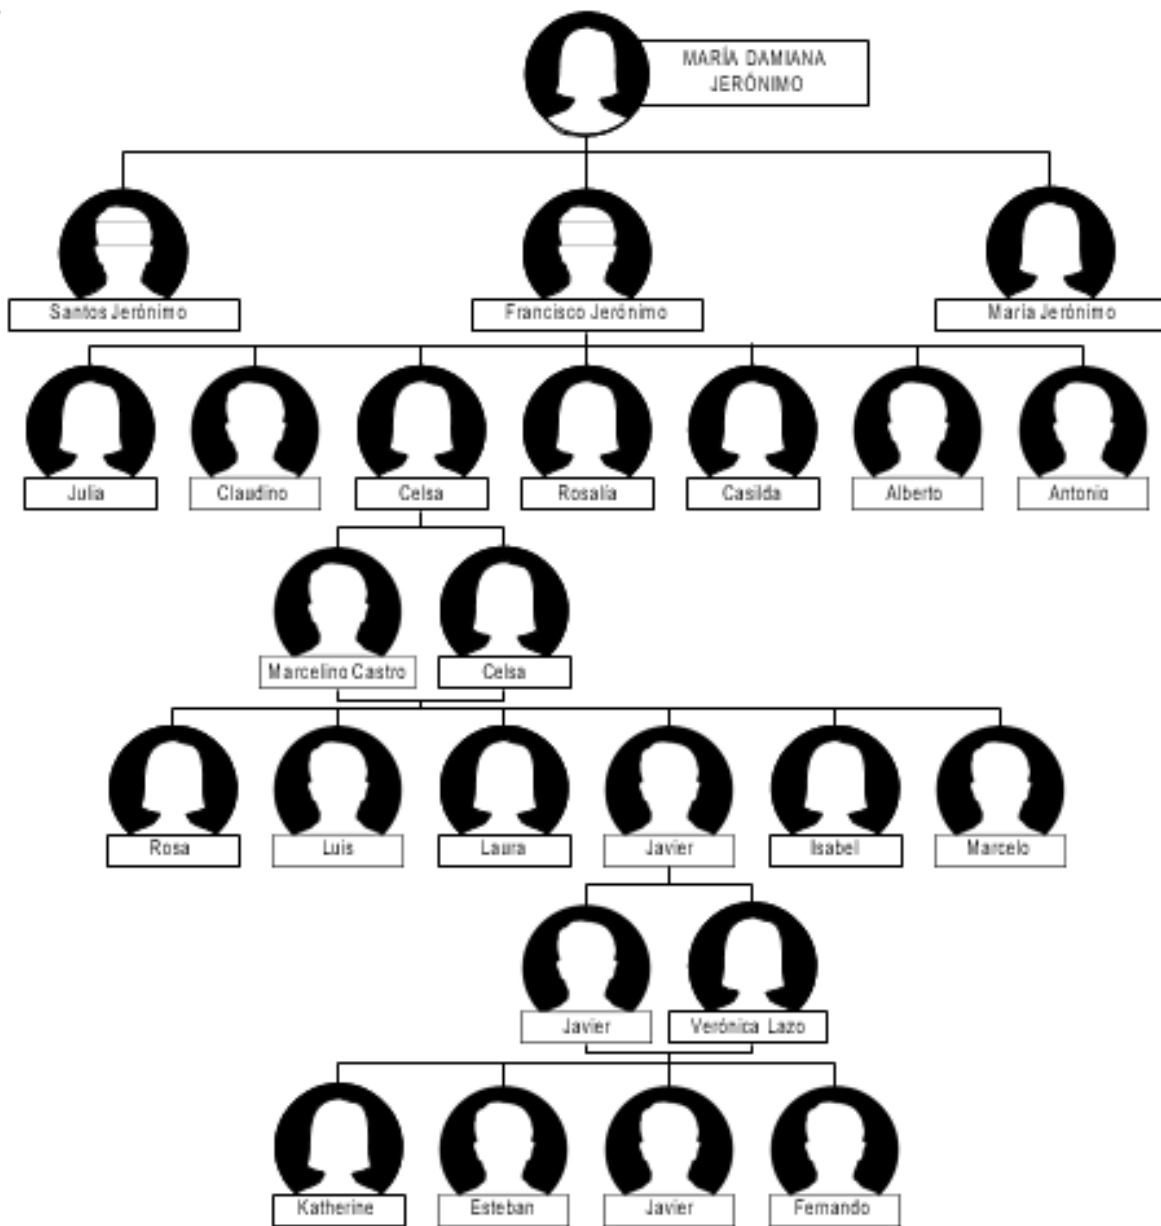 MARÍA DAMIANA
JERÓNIMO
Santos Jerónimo
Francisco Jerónimo
María Jerónimo
Julia
Claudino
Celsa
Rosalía
Casilda
Alberto
Antonio
Marcelino Castro
Celsa
Rosa
Luis
Laura
Javier
Isabel
Marcelo
Javier
Verónica Lazo
Katherine
Esteban
Javier
Fernando